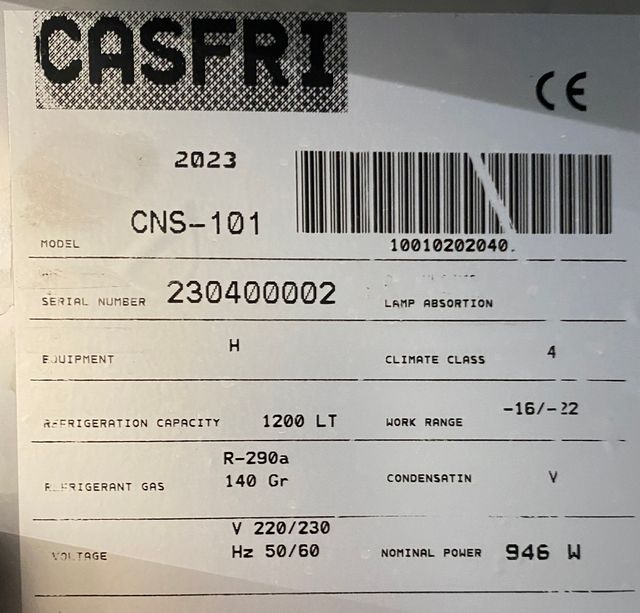 CASFRI
CE
2023
CNS-101
MODEL
10010202040.
SERIAL NUMBER 230400002
LAMP ABSORTION
EQUIPMENT H
CLIMATE CLASS 4
REFRIGERATION CAPACITY 1200 LT
WORK RANGE -16/-22
R-290a
REFRIGERANT GAS 140 Gr
CONDENSATIN V
V 220/230
VOLTAGE Hz 50/60
NOMINAL POWER 946 W